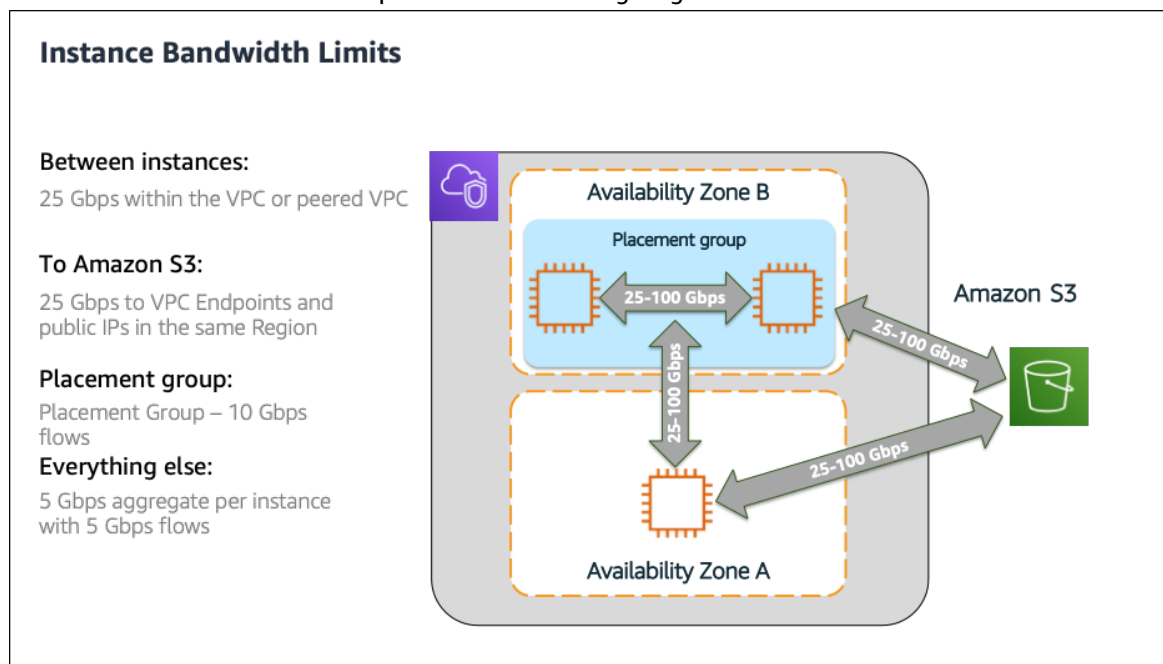 Instance Bandwidth Limits
Between instances:
25 Gbps within the VPC or peered VPC
To Amazon S3:
25 Gbps to VPC Endpoints and
public IPs in the same Region
Placement group:
Placement Group – 10 Gbps
flows
Everything else:
5 Gbps aggregate per instance
with 5 Gbps flows
Availability Zone B
Placement group
25-100 Gbps
25-100 Gbps
25-100 Gbps
Amazon S3
25-100 Gbps
Availability Zone A